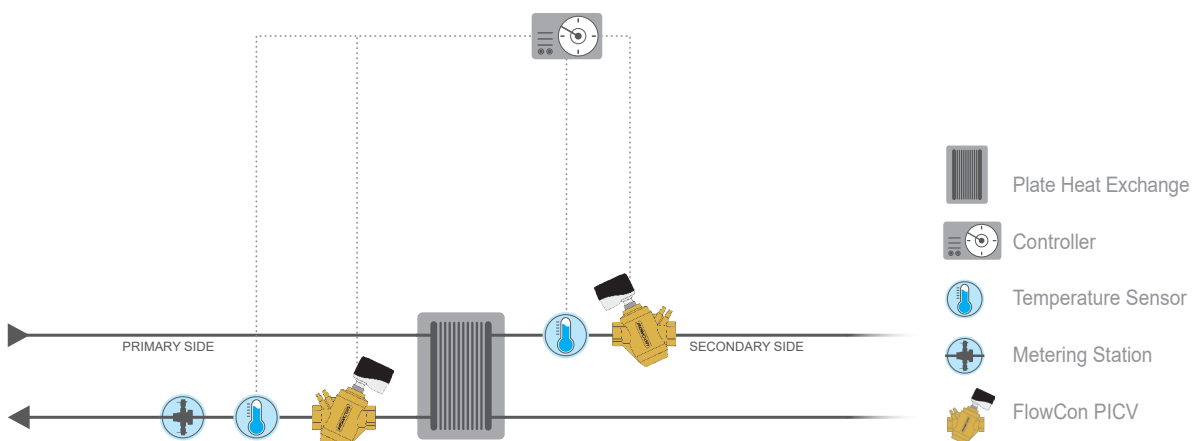 PRIMARY SIDE
SECONDARY SIDE
Plate Heat Exchange
Controller
Temperature Sensor
Metering Station
FlowCon PICV